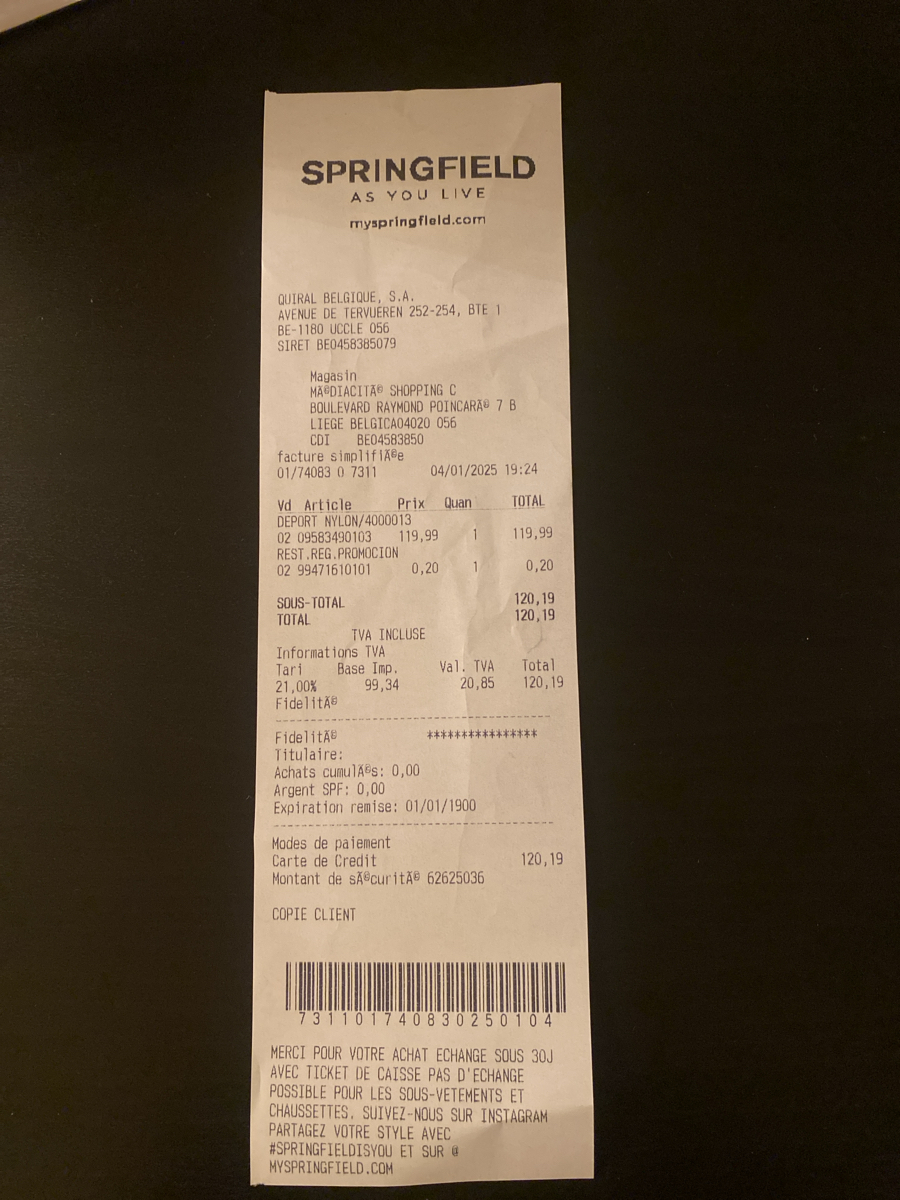 SPRINGFIELD
AS YOU LIVE
myspringfield.com
QUIRAL BELGIQUE, S.A.
AVENUE DE TERVUEREN 252-254, BTE 1
BE-1180 UCCLE 056
SIRET BE0458385079
Magasin
MÃ©DIACITÃ© SHOPPING C
BOULEVARD RAYMOND POINCARÃ© 7 B
LIEGE BELGICA04020 056
CDI BE04583850
facture simplifiÃ©e
01/74083 0 7311 04/01/2025 19:24
Vd Article Prix Quan TOTAL
DEPORT NYLON/4000013
02 09583490103 119,99 1 119,99
REST.REG.PROMOCION
02 99471610101 0,20 1 0,20
SOUS-TOTAL 120,19
TOTAL 120,19
TVA INCLUSE
Informations TVA
Tari Base Imp. Val. TVA Total
21,00% 99,34 20,85 120,19
FidelitÃ©
--------------------------------
FidelitÃ© ****************
Titulaire:
Achats cumulÃ©s: 0,00
Argent SPF: 0,00
Expiration remise: 01/01/1900
--------------------------------
Modes de paiement
Carte de Credit 120,19
Montant de sÃ©curitÃ© 62625036
COPIE CLIENT
731101740830250104
MERCI POUR VOTRE ACHAT ECHANGE SOUS 30J
AVEC TICKET DE CAISSE PAS D'ECHANGE
POSSIBLE POUR LES SOUS-VETEMENTS ET
CHAUSSETTES. SUIVEZ-NOUS SUR INSTAGRAM
PARTAGEZ VOTRE STYLE AVEC
#SPRINGFIELDISYOU ET SUR @
MYSPRINGFIELD.COM